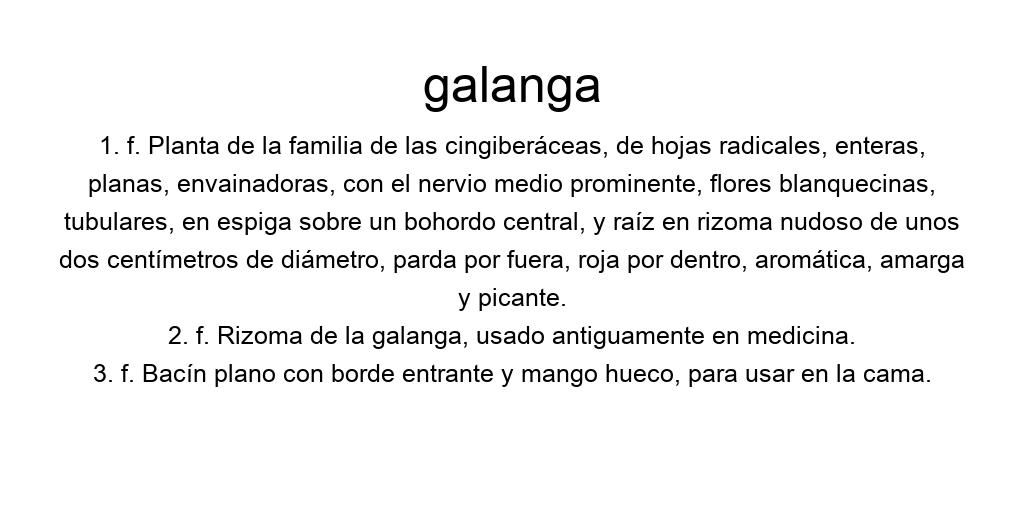 galanga
1. f. Planta de la familia de las cingiberáceas, de hojas radicales, enteras,
planas, envainadoras, con el nervio medio prominente, flores blanquecinas,
tubulares, en espiga sobre un bohordo central, y raíz en rizoma nudoso de unos
dos centímetros de diámetro, parda por fuera, roja por dentro, aromática, amarga
y picante.
2. f. Rizoma de la galanga, usado antiguamente en medicina.
3. f. Bacín plano con borde entrante y mango hueco, para usar en la cama.